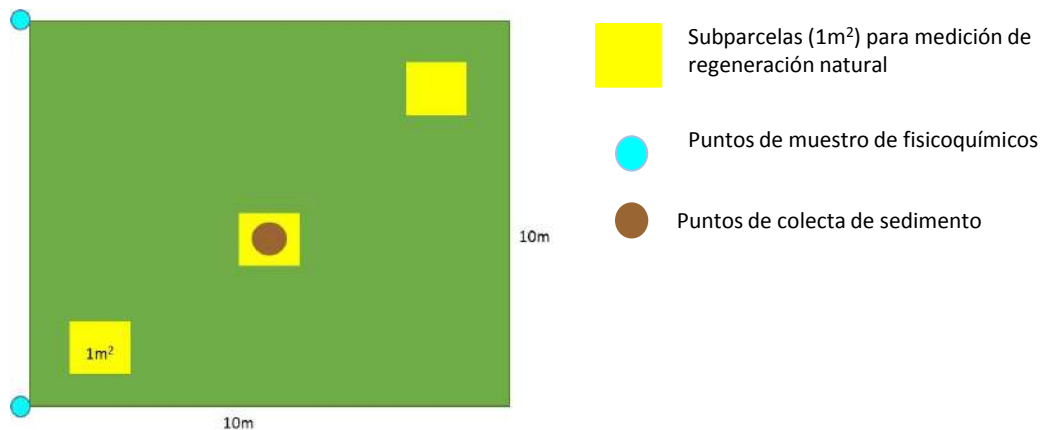 Subparcelas (1m²) para medición de
regeneración natural
Puntos de muestro de fisicoquímicos
Puntos de colecta de sedimento
10m
1m²
10m